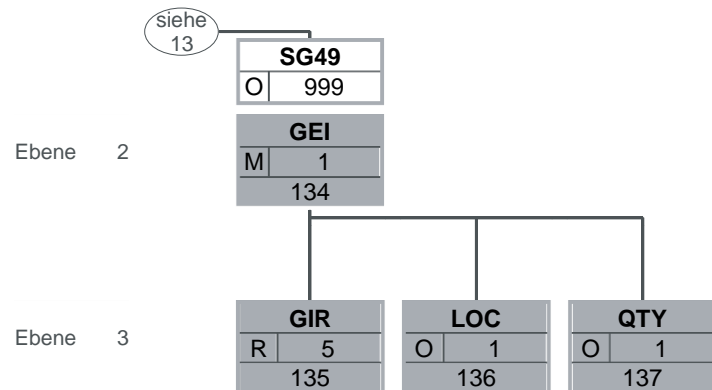 siehe
13
SG49
O 999
GEI
Ebene 2
M 1
134
GIR LOC QTY
Ebene 3
R 5 O 1 O 1
135 136 137